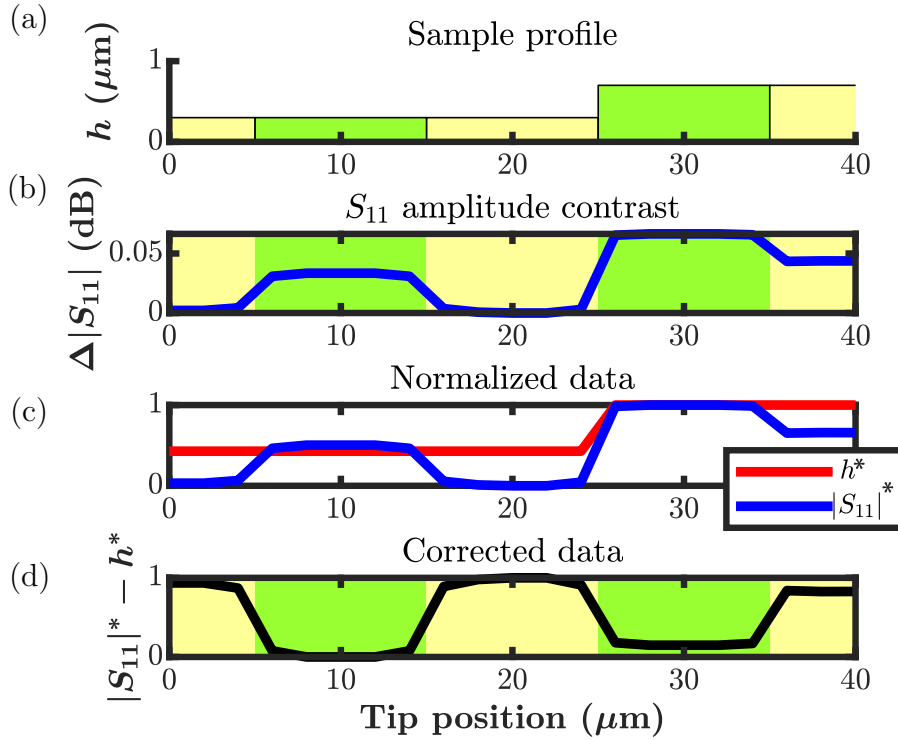 (a)
Sample profile
h (μm)
1
0
0 10 20 30 40
(b)
S₁₁ amplitude contrast
Δ|S₁₁| (dB)
0.05
0
0 10 20 30 40
(c)
Normalized data
1
0
0 10 20
h*
|S₁₁|*
(d)
Corrected data
|S₁₁|* − h*
1
0
0 10 20 30 40
Tip position (μm)